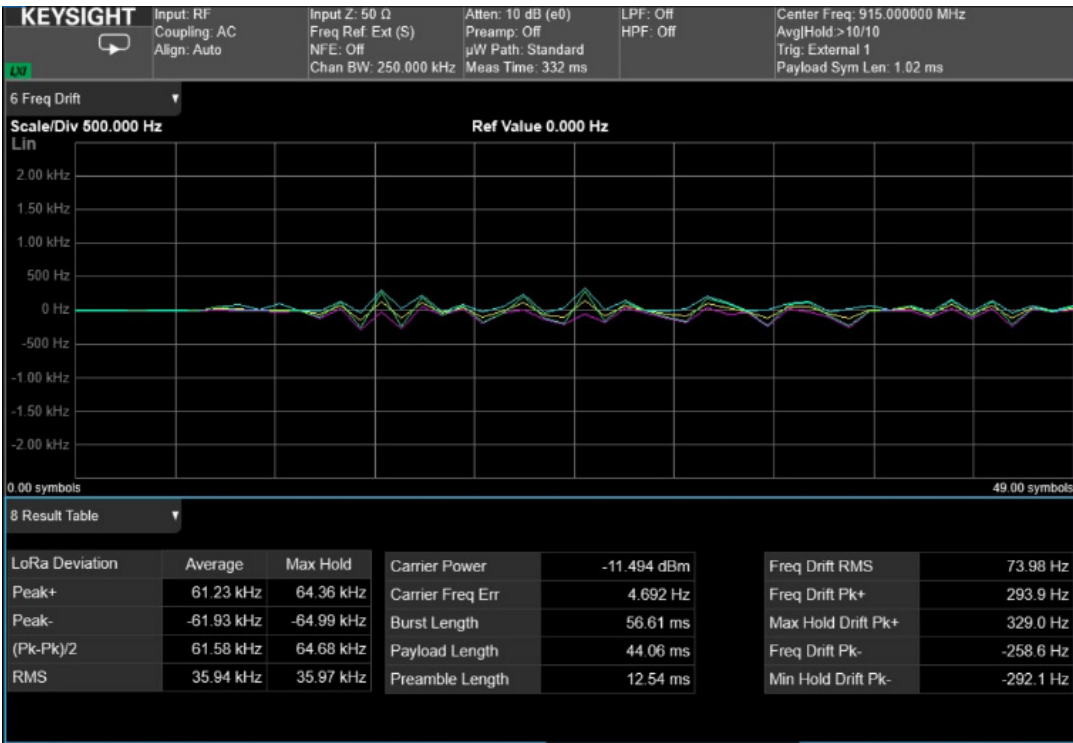 KEYSIGHT
LXI
Input: RF
Coupling: AC
Align: Auto
Input Z: 50 Ω
Freq Ref: Ext (S)
NFE: Off
Chan BW: 250.000 kHz
Atten: 10 dB (e0)
Preamp: Off
µW Path: Standard
Meas Time: 332 ms
LPF: Off
HPF: Off
Center Freq: 915.000000 MHz
Avg|Hold:>10/10
Trig: External 1
Payload Sym Len: 1.02 ms
6 Freq Drift
Scale/Div 500.000 Hz
Ref Value 0.000 Hz
Lin
2.00 kHz
1.50 kHz
1.00 kHz
500 Hz
0 Hz
-500 Hz
-1.00 kHz
-1.50 kHz
-2.00 kHz
0.00 symbols
49.00 symbols
8 Result Table
LoRa Deviation Average Max Hold
Peak+ 61.23 kHz 64.36 kHz
Peak- -61.93 kHz -64.99 kHz
(Pk-Pk)/2 61.58 kHz 64.68 kHz
RMS 35.94 kHz 35.97 kHz
Carrier Power -11.494 dBm
Carrier Freq Err 4.692 Hz
Burst Length 56.61 ms
Payload Length 44.06 ms
Preamble Length 12.54 ms
Freq Drift RMS 73.98 Hz
Freq Drift Pk+ 293.9 Hz
Max Hold Drift Pk+ 329.0 Hz
Freq Drift Pk- -258.6 Hz
Min Hold Drift Pk- -292.1 Hz